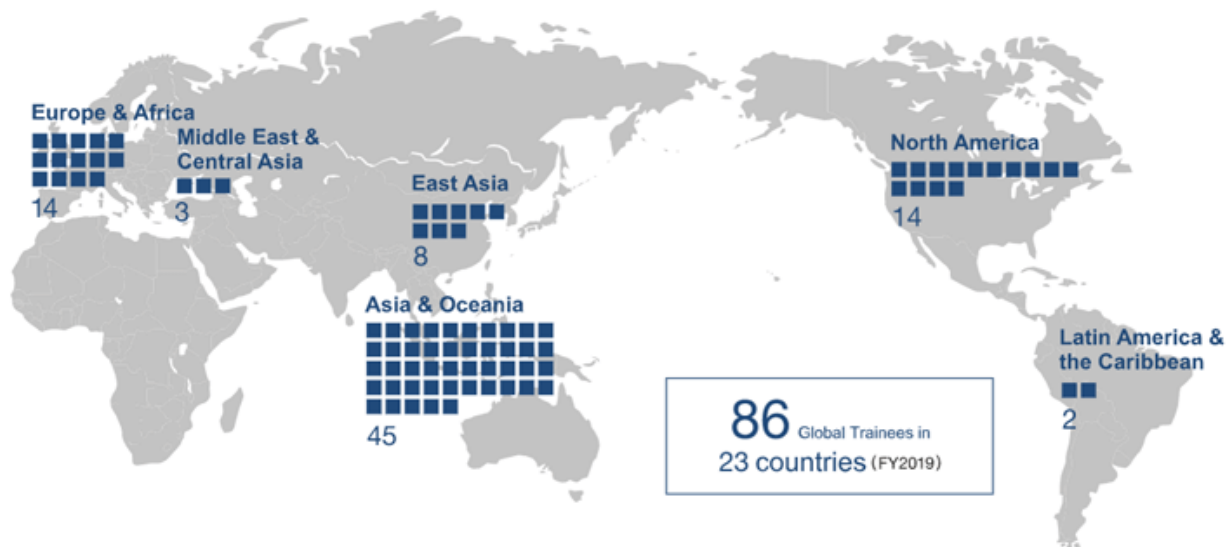 Europe & Africa
14
Middle East &
Central Asia
3
East Asia
8
Asia & Oceania
45
North America
14
Latin America &
the Caribbean
2
86 Global Trainees in
23 countries (FY2019)